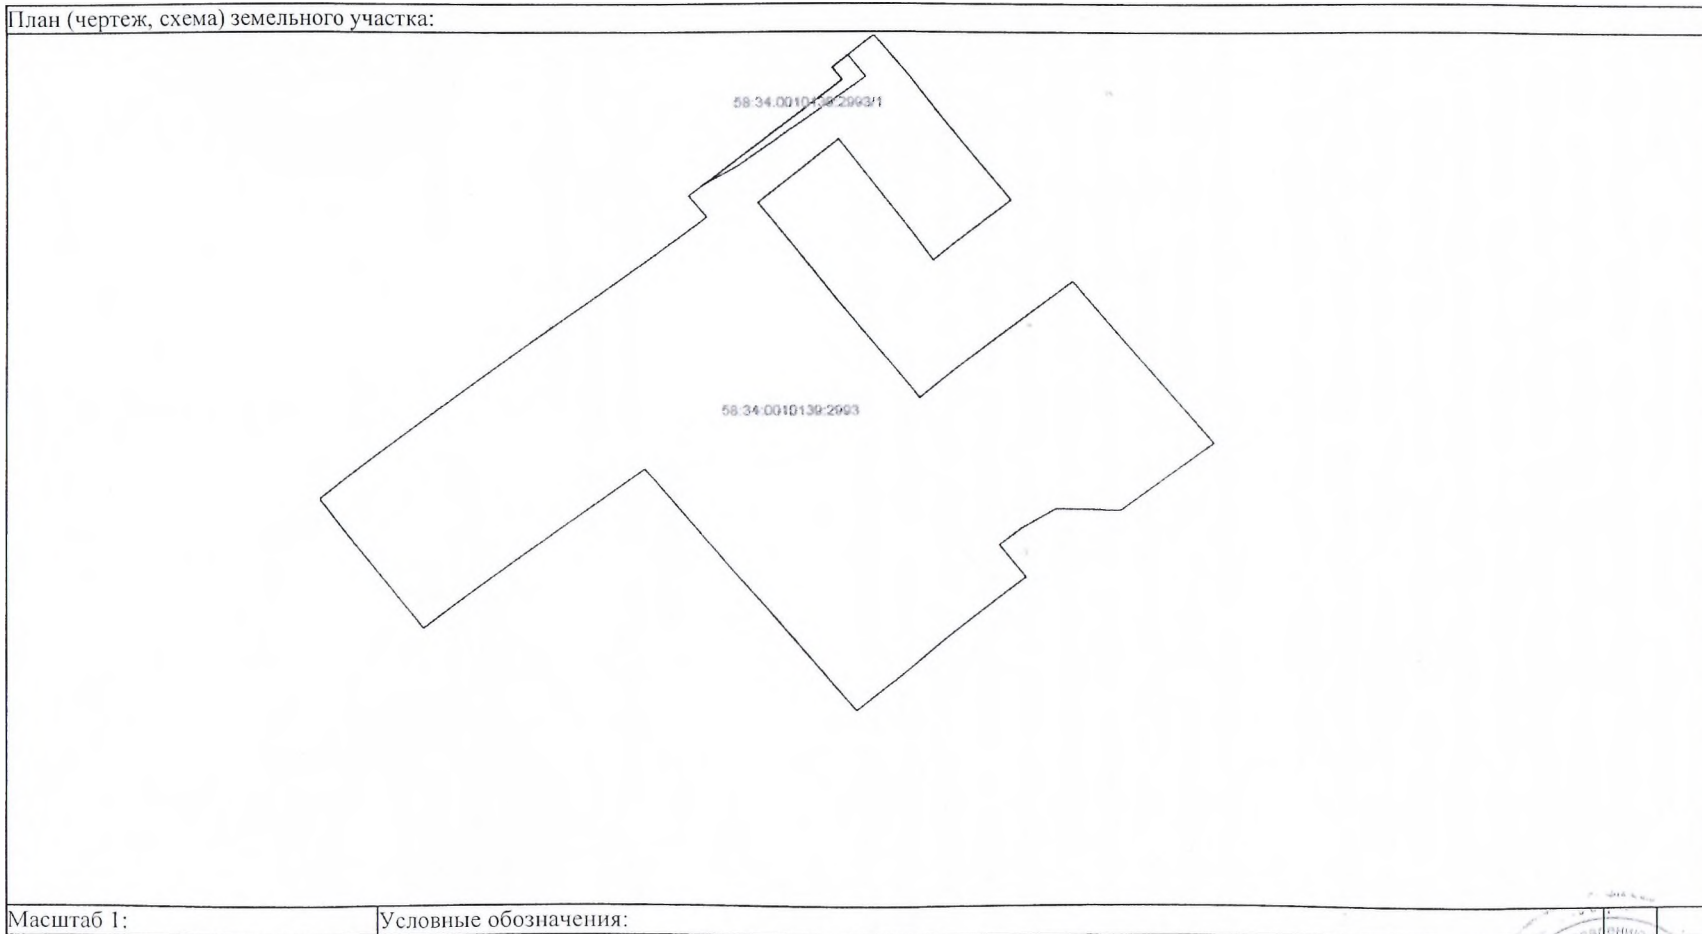 План (чертеж, схема) земельного участка:
58:34:0010139:2993/1
58:34:0010139:2993
Масштаб 1:
Условные обозначения: